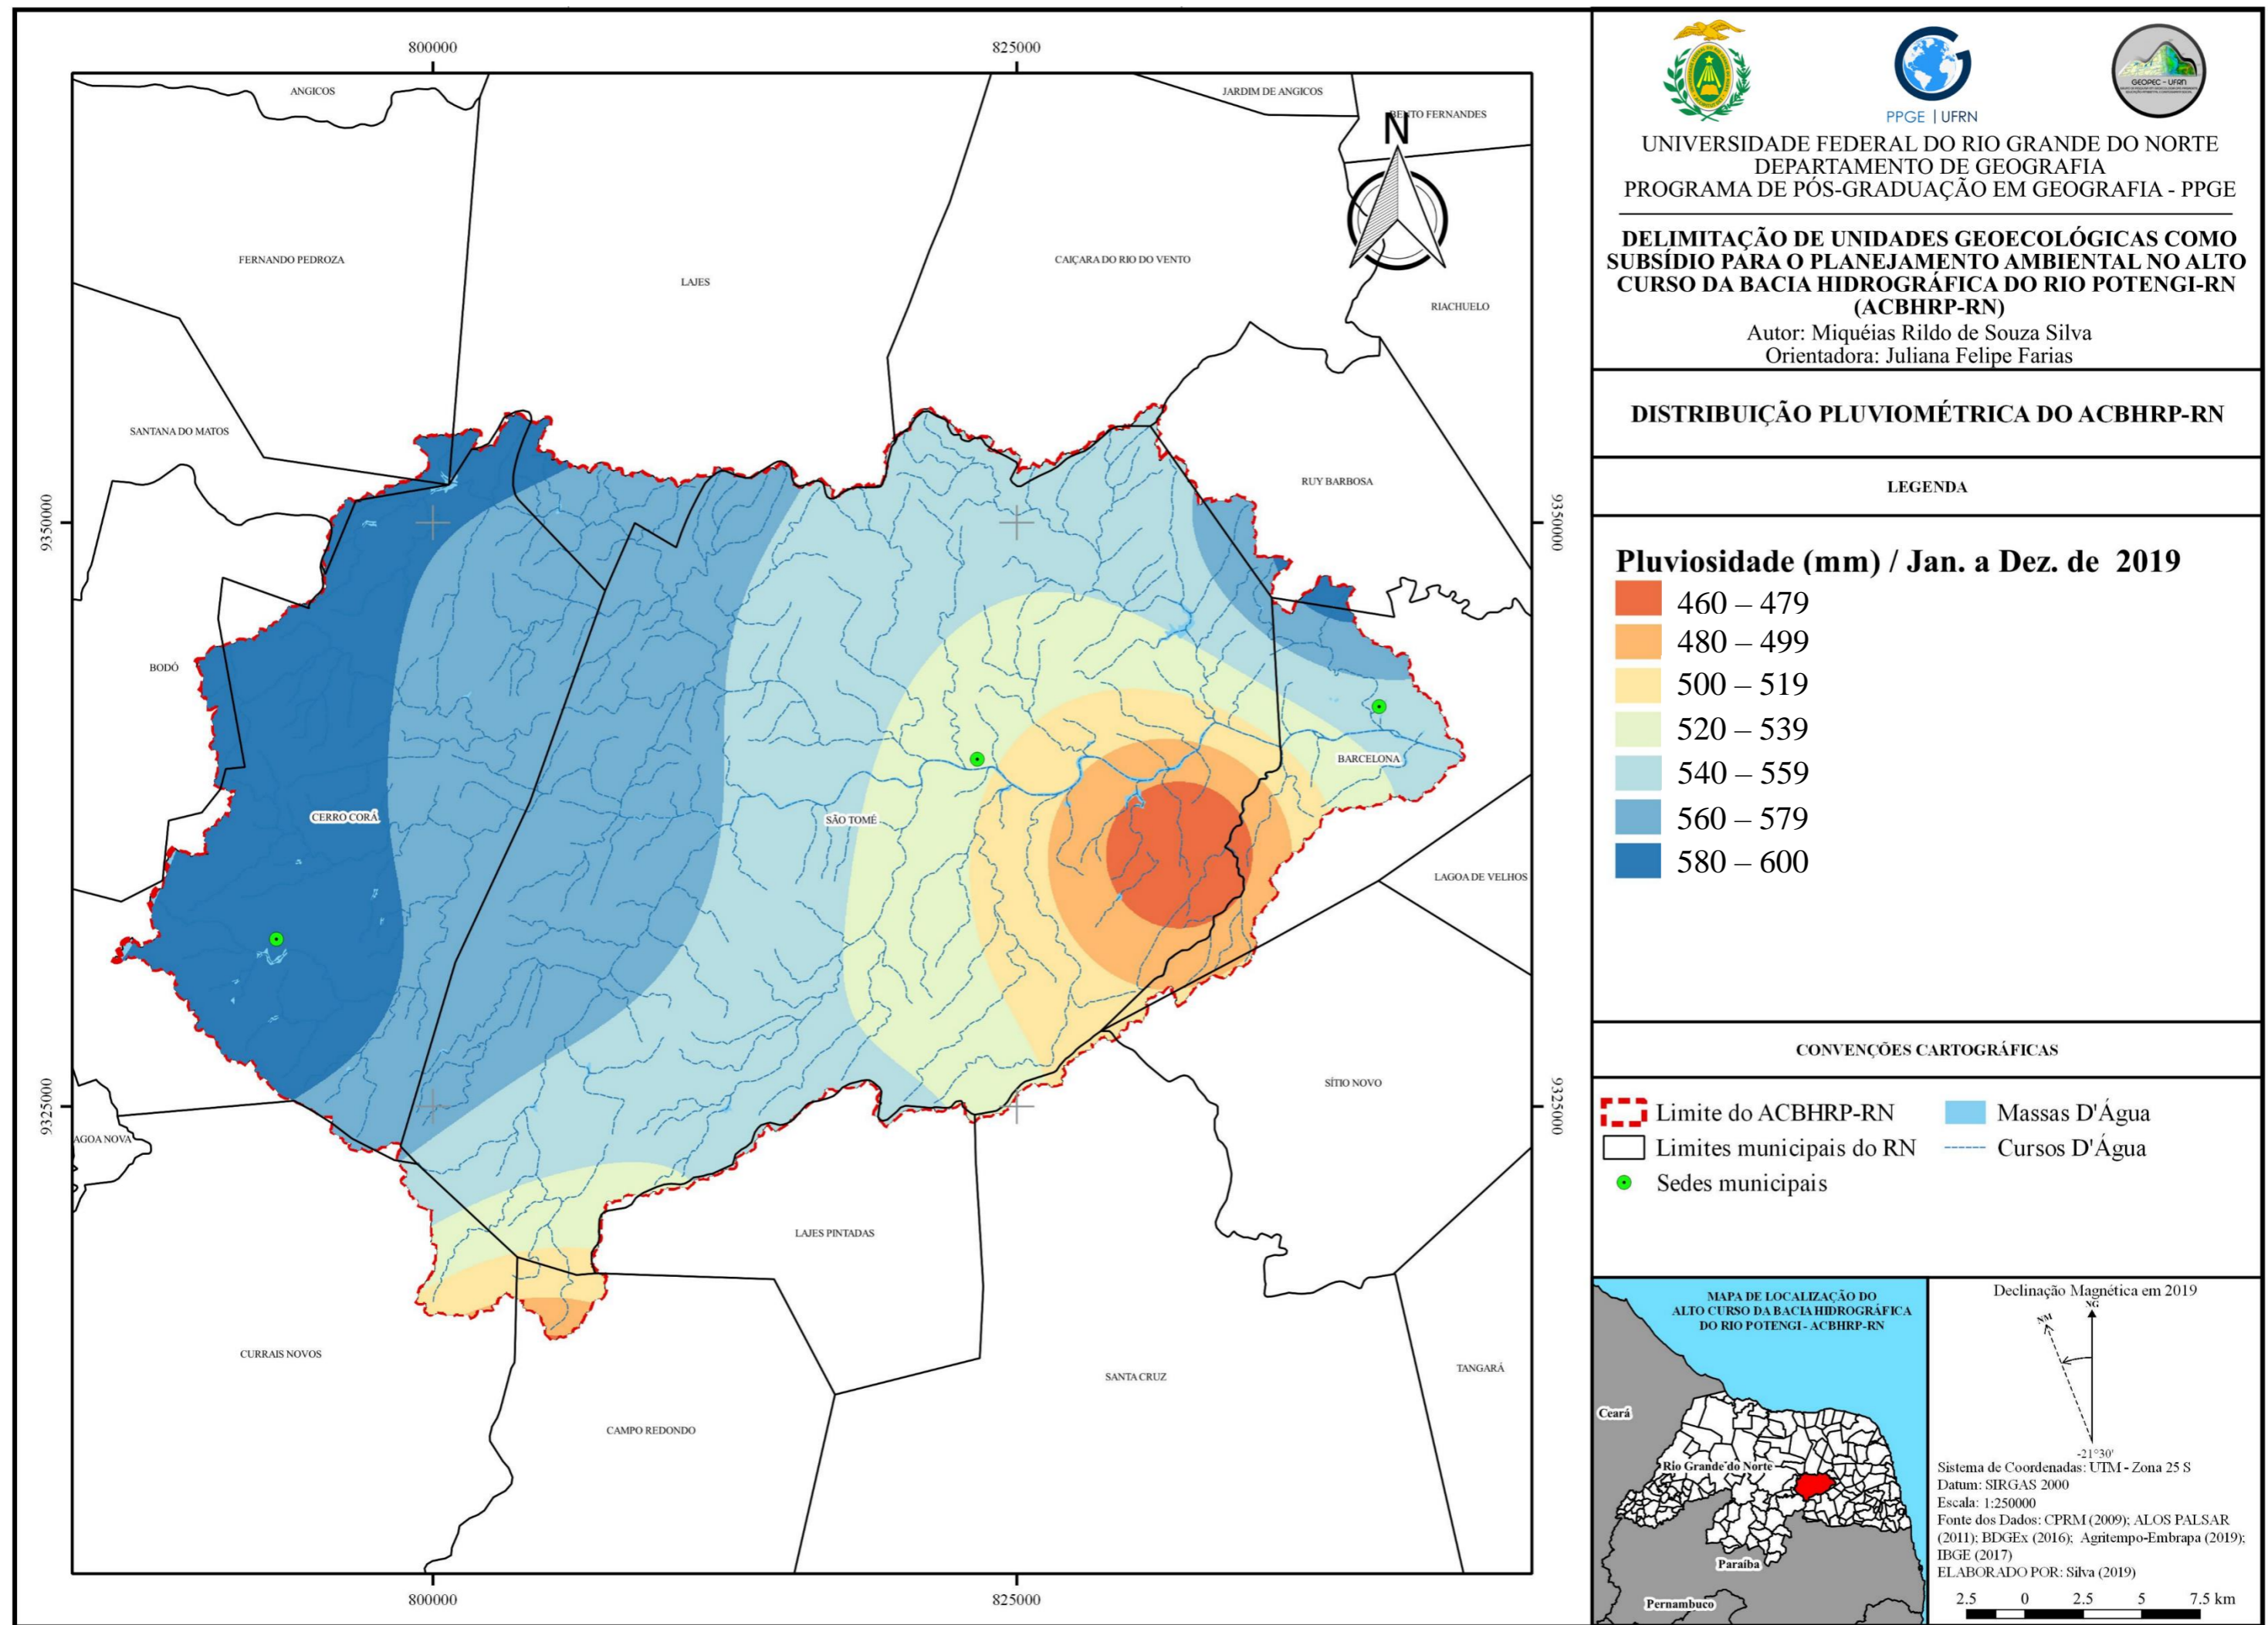 800000
825000
ANGICOS
JARDIM DE ANGICOS
BENTO FERNANDES
N
FERNANDO PEDROZA
LAJES
CAIÇARA DO RIO DO VENTO
RIACHUELO
SANTANA DO MATOS
RUY BARBOSA
9350000
9350000
BODÓ
BARCELONA
CERRO CORÁ
SÃO TOMÉ
LAGOA DE VELHOS
SÍTIO NOVO
9325000
9325000
AGOA NOVA
LAJES PINTADAS
CURRAIS NOVOS
SANTA CRUZ
TANGARÁ
CAMPO REDONDO
800000
825000
PPGE | UFRN
GEOPEC - UFRN
UNIVERSIDADE FEDERAL DO RIO GRANDE DO NORTE
DEPARTAMENTO DE GEOGRAFIA
PROGRAMA DE PÓS-GRADUAÇÃO EM GEOGRAFIA - PPGE
DELIMITAÇÃO DE UNIDADES GEOECOLÓGICAS COMO
SUBSÍDIO PARA O PLANEJAMENTO AMBIENTAL NO ALTO
CURSO DA BACIA HIDROGRÁFICA DO RIO POTENGI-RN
(ACBHRP-RN)
Autor: Miquéias Rildo de Souza Silva
Orientadora: Juliana Felipe Farias
DISTRIBUIÇÃO PLUVIOMÉTRICA DO ACBHRP-RN
LEGENDA
Pluviosidade (mm) / Jan. a Dez. de 2019
460 – 479
480 – 499
500 – 519
520 – 539
540 – 559
560 – 579
580 – 600
CONVENÇÕES CARTOGRÁFICAS
Limite do ACBHRP-RN
Massas D'Água
Limites municipais do RN
Cursos D'Água
Sedes municipais
MAPA DE LOCALIZAÇÃO DO
ALTO CURSO DA BACIA HIDROGRÁFICA
DO RIO POTENGI - ACBHRP-RN
Ceará
Rio Grande do Norte
Paraíba
Pernambuco
Declinação Magnética em 2019
NG
NM
-21°30'
Sistema de Coordenadas: UTM - Zona 25 S
Datum: SIRGAS 2000
Escala: 1:250000
Fonte dos Dados: CPRM (2009); ALOS PALSAR
(2011); BDGEx (2016); Agritempo-Embrapa (2019);
IBGE (2017)
ELABORADO POR: Silva (2019)
2.5 0 2.5 5 7.5 km